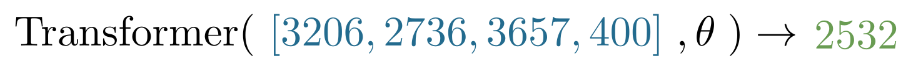 Transformer( [3206, 2736, 3657, 400] , θ ) → 2532